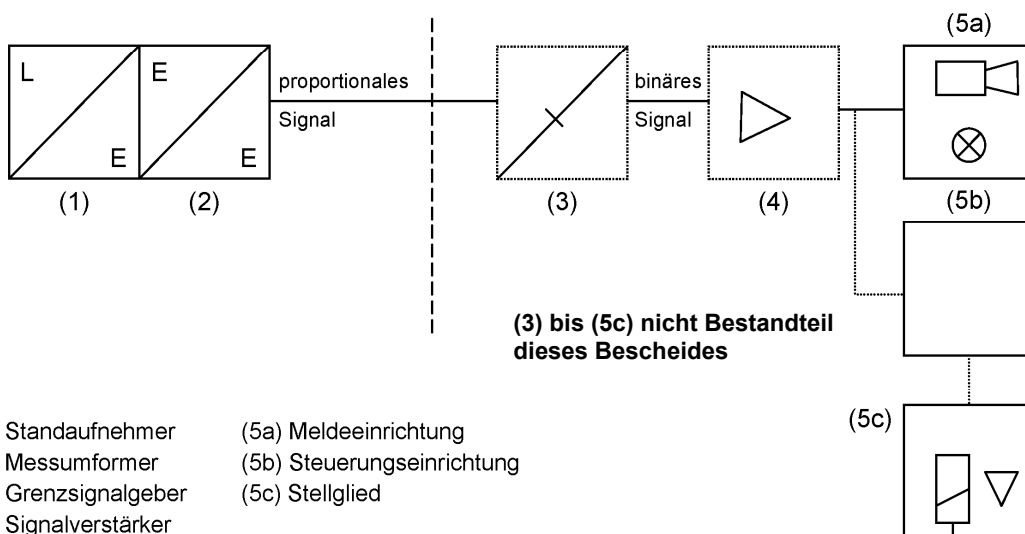 (5a)
L E
proportionales
binäres
Signal
Signal
E E
(1) (2) (3) (4) (5b)
(3) bis (5c) nicht Bestandteil
dieses Bescheides
(5c)
Standaufnehmer (5a) Meldeeinrichtung
Messumformer (5b) Steuerungseinrichtung
Grenzsignalgeber (5c) Stellglied
Signalverstärker